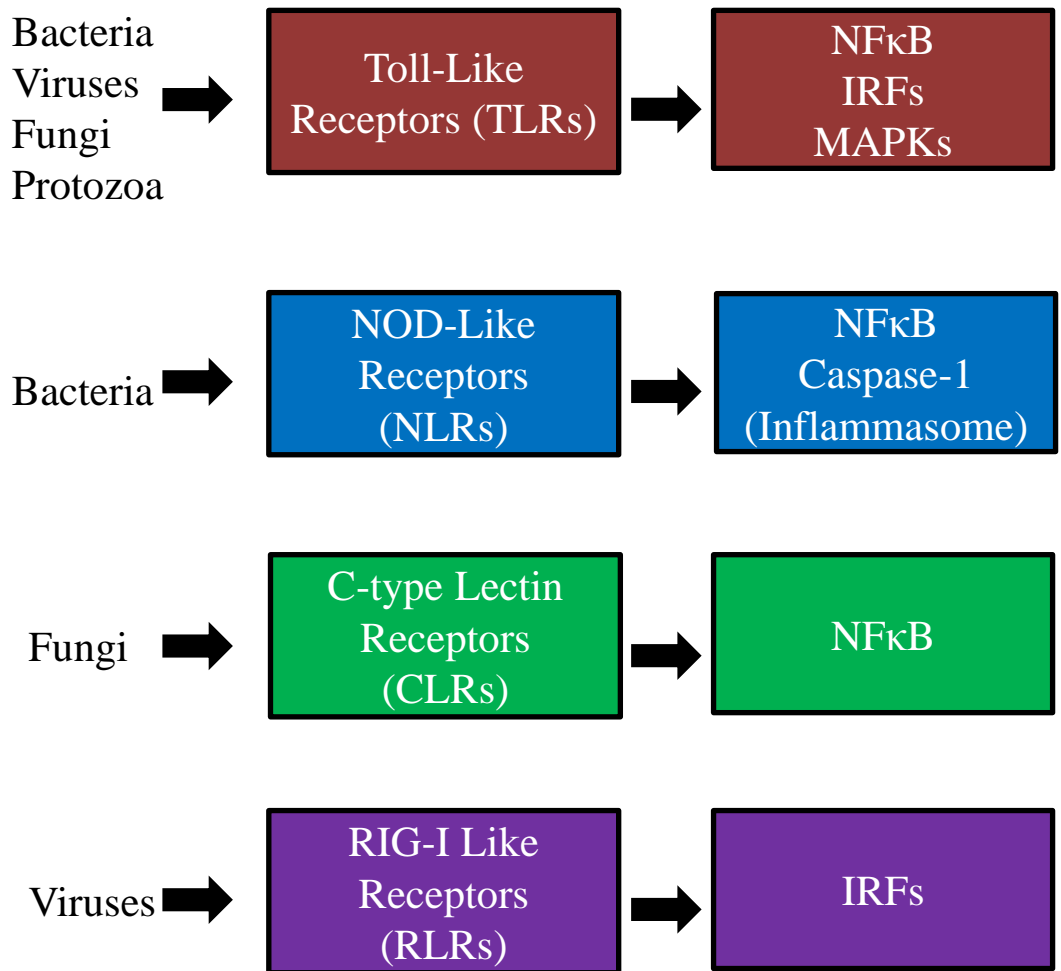 Bacteria
Viruses
Fungi
Protozoa
Toll-Like
Receptors (TLRs)
NFκB
IRFs
MAPKs
Bacteria
NOD-Like
Receptors
(NLRs)
NFκB
Caspase-1
(Inflammasome)
Fungi
C-type Lectin
Receptors
(CLRs)
NFκB
Viruses
RIG-I Like
Receptors
(RLRs)
IRFs